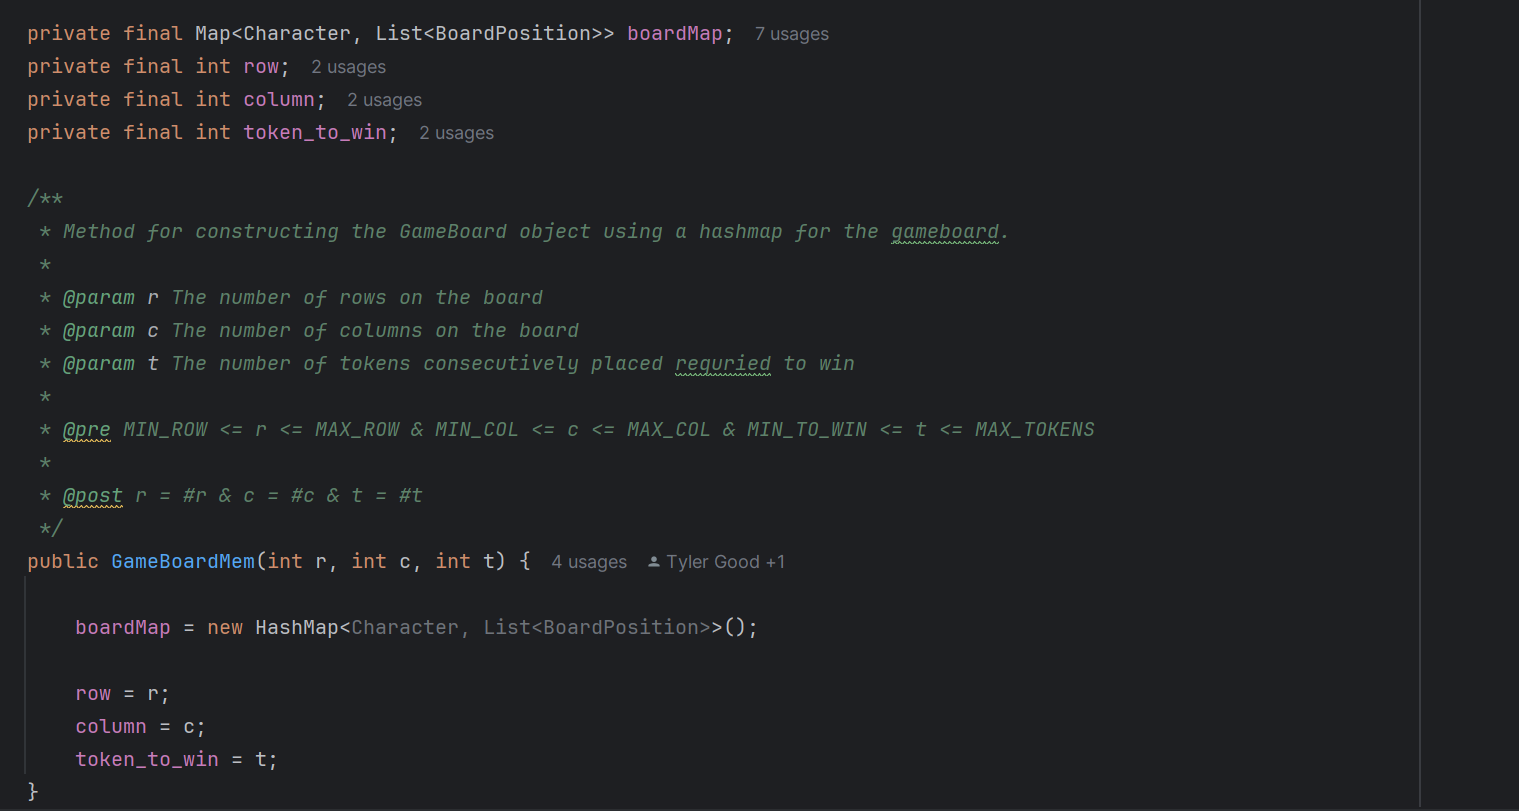 private final Map<Character, List<BoardPosition>> boardMap; 7 usages
private final int row; 2 usages
private final int column; 2 usages
private final int token_to_win; 2 usages
/**
* Method for constructing the GameBoard object using a hashmap for the gameboard.
*
* @param r The number of rows on the board
* @param c The number of columns on the board
* @param t The number of tokens consecutively placed requried to win
*
* @pre MIN_ROW <= r <= MAX_ROW & MIN_COL <= c <= MAX_COL & MIN_TO_WIN <= t <= MAX_TOKENS
*
* @post r = #r & c = #c & t = #t
*/
public GameBoardMem(int r, int c, int t) { 4 usages Tyler Good +1
boardMap = new HashMap<Character, List<BoardPosition>>();
row = r;
column = c;
token_to_win = t;
}